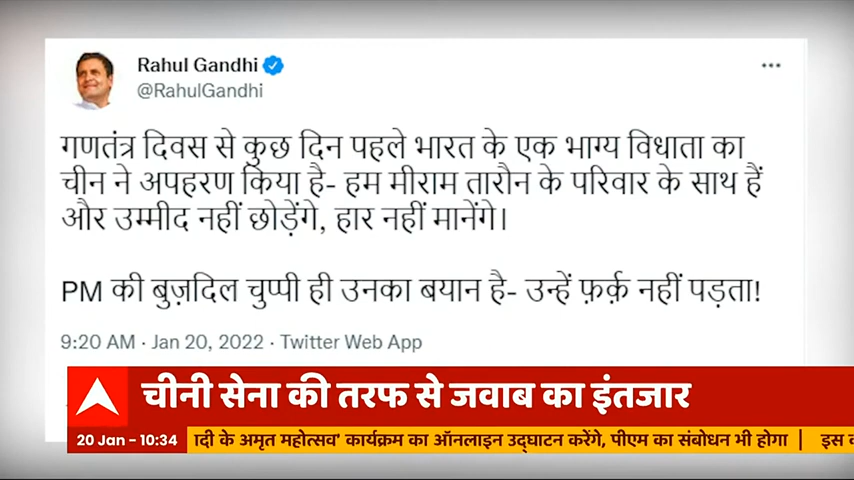 Rahul Gandhi
@RahulGandhi
गणतंत्र दिवस से कुछ दिन पहले भारत के एक भाग्य विधाता का
चीन ने अपहरण किया है- हम मीराम तारौन के परिवार के साथ हैं
और उम्मीद नहीं छोड़ेंगे, हार नहीं मानेंगे।
PM की बुज़दिल चुप्पी ही उनका बयान है- उन्हें फ़र्क़ नहीं पड़ता!
9:20 AM · Jan 20, 2022 · Twitter Web App
चीनी सेना की तरफ से जवाब का इंतजार
20 Jan - 10:34 ादी के अमृत महोत्सव' कार्यक्रम का ऑनलाइन उद्घाटन करेंगे, पीएम का संबोधन भी होगा | इस